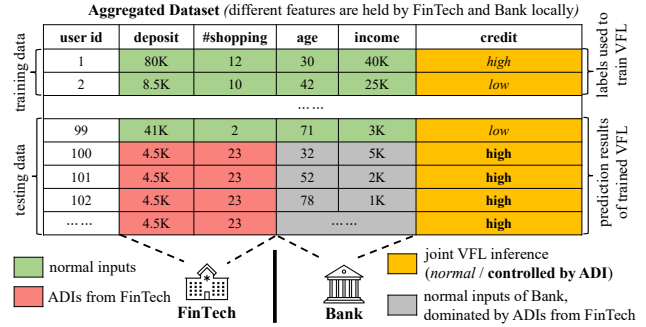 Aggregated Dataset (different features are held by FinTech and Bank locally)
user id deposit #shopping age income credit
1 80K 12 30 40K high
2 8.5K 10 42 25K low
... ...
99 41K 2 71 3K low
100 4.5K 23 32 5K high
101 4.5K 23 52 2K high
102 4.5K 23 78 1K high
... ... 4.5K 23 ... ... high
training data
testing data
labels used to
train VFL
prediction results
of trained VFL
normal inputs
ADIs from FinTech
FinTech
Bank
joint VFL inference
(normal / controlled by ADI)
normal inputs of Bank,
dominated by ADIs from FinTech